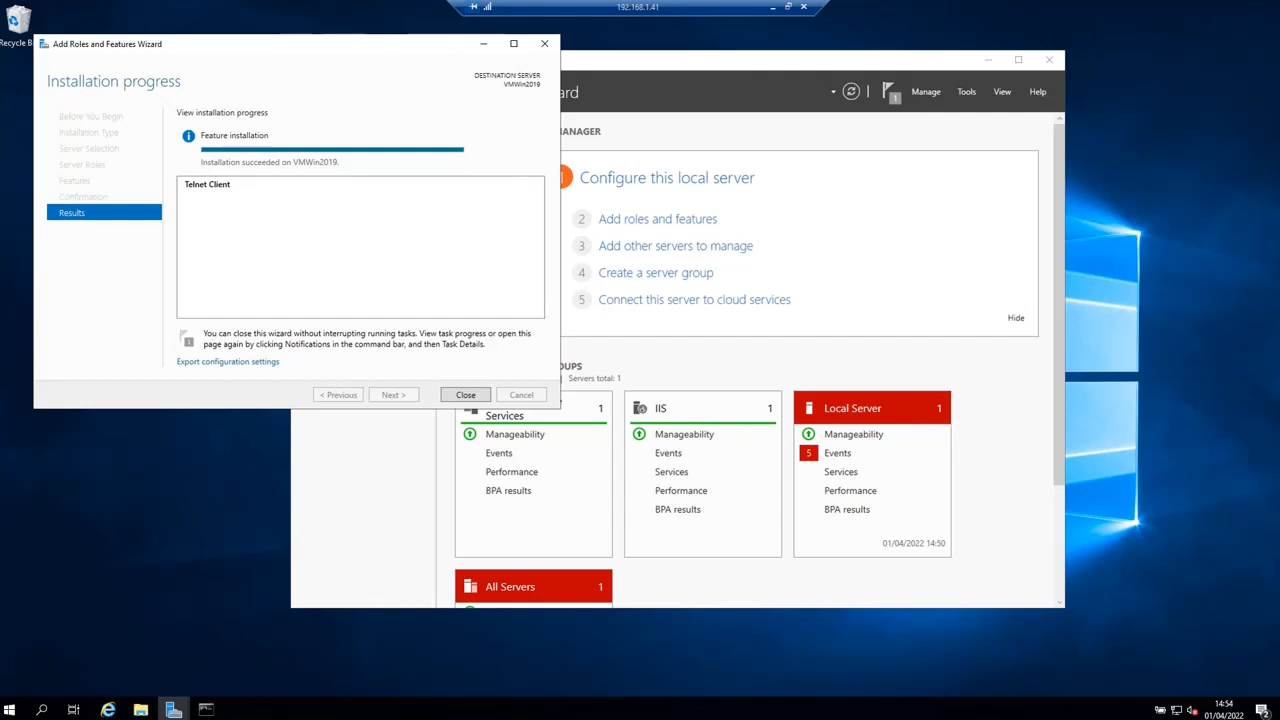 192.168.1.41
Recycle B
Add Roles and Features Wizard
Installation progress
DESTINATION SERVER
VMWin2019
Before You Begin
Installation Type
Server Selection
Server Roles
Features
Confirmation
Results
View installation progress
Feature installation
Installation succeeded on VMWin2019.
Telnet Client
You can close this wizard without interrupting running tasks. View task progress or open this
page again by clicking Notifications in the command bar, and then Task Details.
Export configuration settings
< Previous
Next >
Close
Cancel
ard
1
Manage
Tools
View
Help
ANAGER
1
Configure this local server
2 Add roles and features
3 Add other servers to manage
4 Create a server group
5 Connect this server to cloud services
Hide
OUPS
Servers total: 1
Services
1
Manageability
Events
Performance
BPA results
IIS
1
Manageability
Events
Services
Performance
BPA results
Local Server
1
Manageability
5 Events
Services
Performance
BPA results
01/04/2022 14:50
All Servers
1
14:54
01/04/2022
2